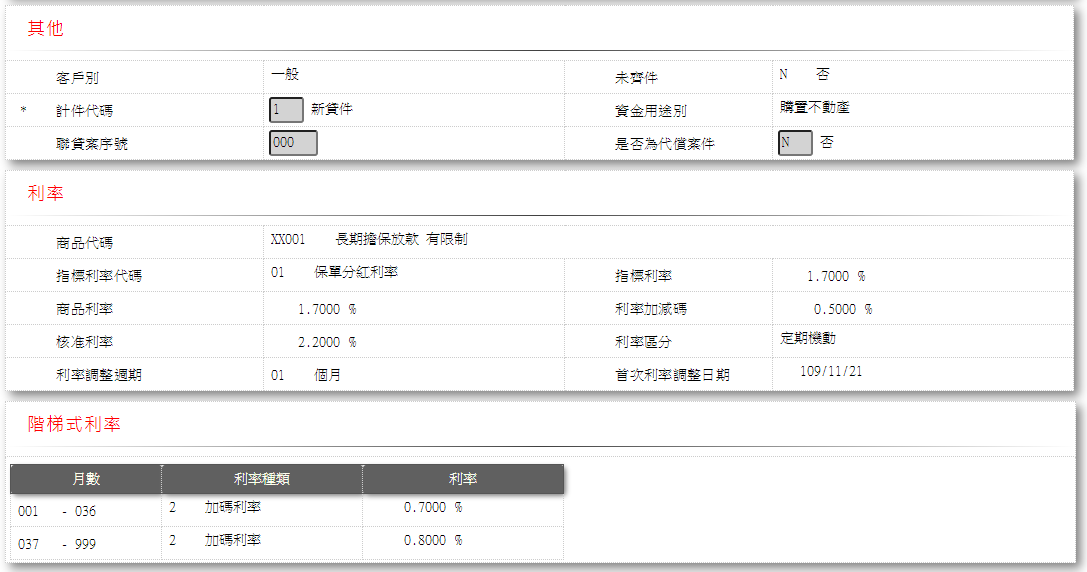 其他
客戶別 一般 未齊件 N 否
* 計件代碼 1 新貸件 資金用途別 購置不動產
聯貸案序號 000 是否為代償案件 N 否
利率
商品代碼 XX001 長期擔保放款 有限制
指標利率代碼 01 保單分紅利率 指標利率 1.7000 %
商品利率 1.7000 % 利率加減碼 0.5000 %
核准利率 2.2000 % 利率區分 定期機動
利率調整週期 01 個月 首次利率調整日期 109/11/21
階梯式利率
月數 利率種類 利率
001 - 036 2 加碼利率 0.7000 %
037 - 999 2 加碼利率 0.8000 %